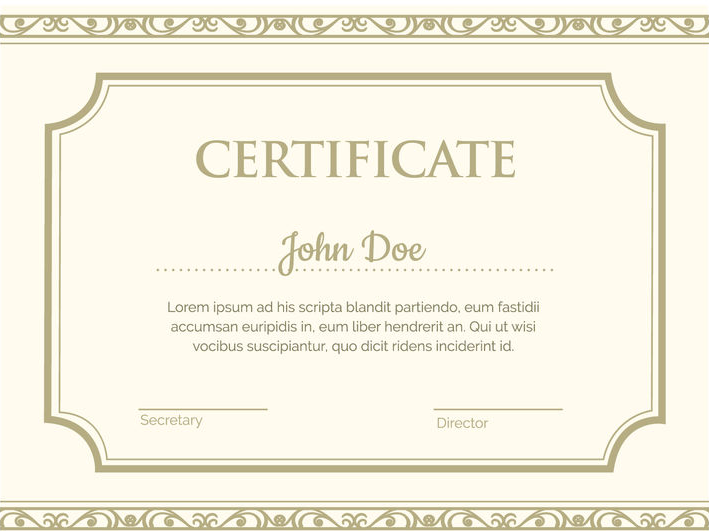 CERTIFICATE
John Doe
Lorem ipsum ad his scripta blandit partiendo, eum fastidii
accumsan euripidis in, eum liber hendrerit an. Qui ut wisi
vocibus suscipiantur, quo dicit ridens inciderint id.
Secretary
Director